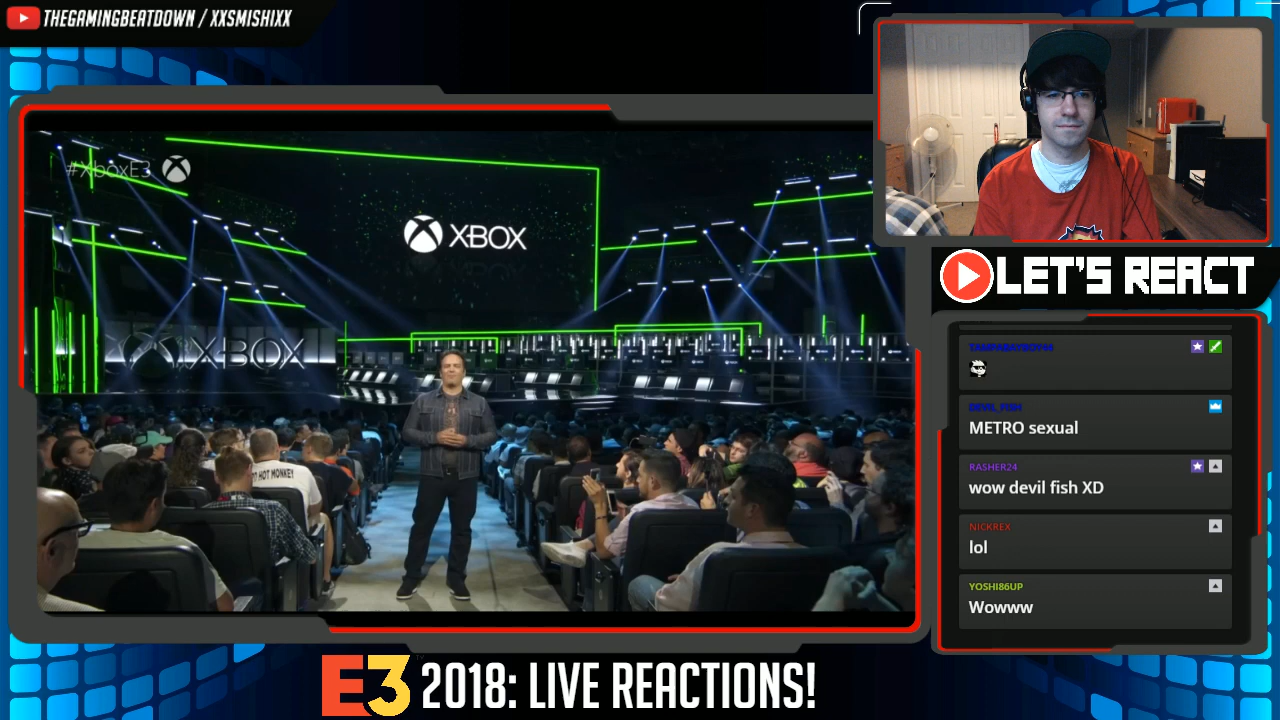 THEGAMINGBEATDOWN / XXSMISHIXX
#XboxE3
XBOX
XBOX
HOT MONKEY
LET'S REACT
DEVIL_FISH
METRO sexual
RASHER24
wow devil fish XD
NICKREX
lol
YOSHI86UP
Wowww
E3 2018: LIVE REACTIONS!